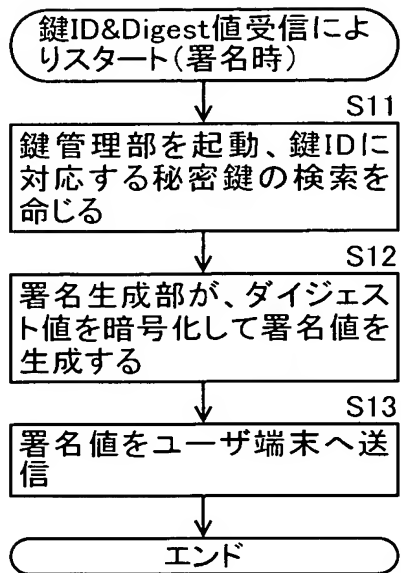 鍵ID&Digest値受信によ
りスタート(署名時)
S11
鍵管理部を起動、鍵IDに
対応する秘密鍵の検索を
命じる
S12
署名生成部が、ダイジェス
ト値を暗号化して署名値を
生成する
S13
署名値をユーザ端末へ送
信
エンド